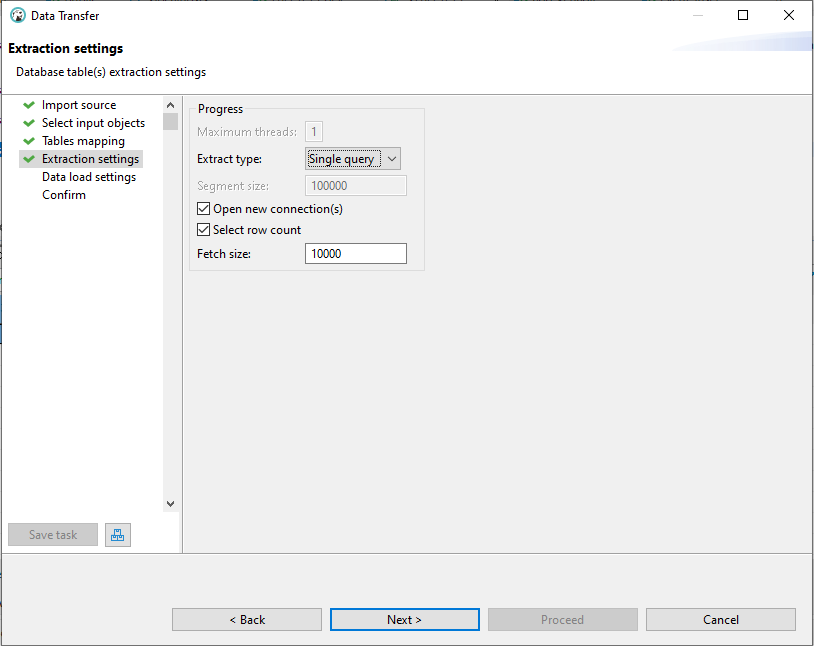 Data Transfer
Extraction settings
Database table(s) extraction settings
Import source
Select input objects
Tables mapping
Extraction settings
Data load settings
Confirm
Save task
Progress
Maximum threads: 1
Extract type: Single query
Segment size: 100000
Open new connection(s)
Select row count
Fetch size: 10000
< Back
Next >
Proceed
Cancel